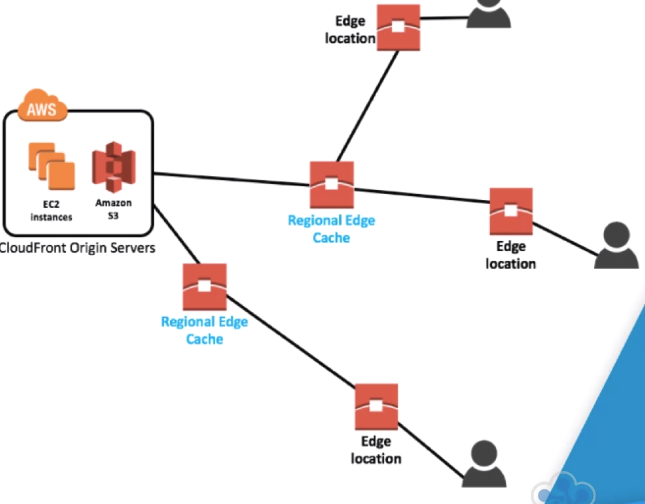 Edge
location
AWS
EC2
instances
Amazon
S3
CloudFront Origin Servers
Regional Edge
Cache
Edge
location
Regional Edge
Cache
Edge
location